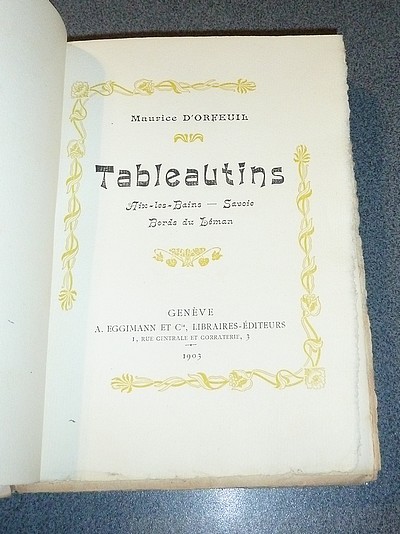 Maurice D'ORFEUIL
Tableautins
Aix-les-Bains — Savoie
Bords du Léman
GENÈVE
A. EGGIMANN ET Cie, LIBRAIRES-ÉDITEURS
1, RUE CENTRALE ET CORRATERIE, 3
1903